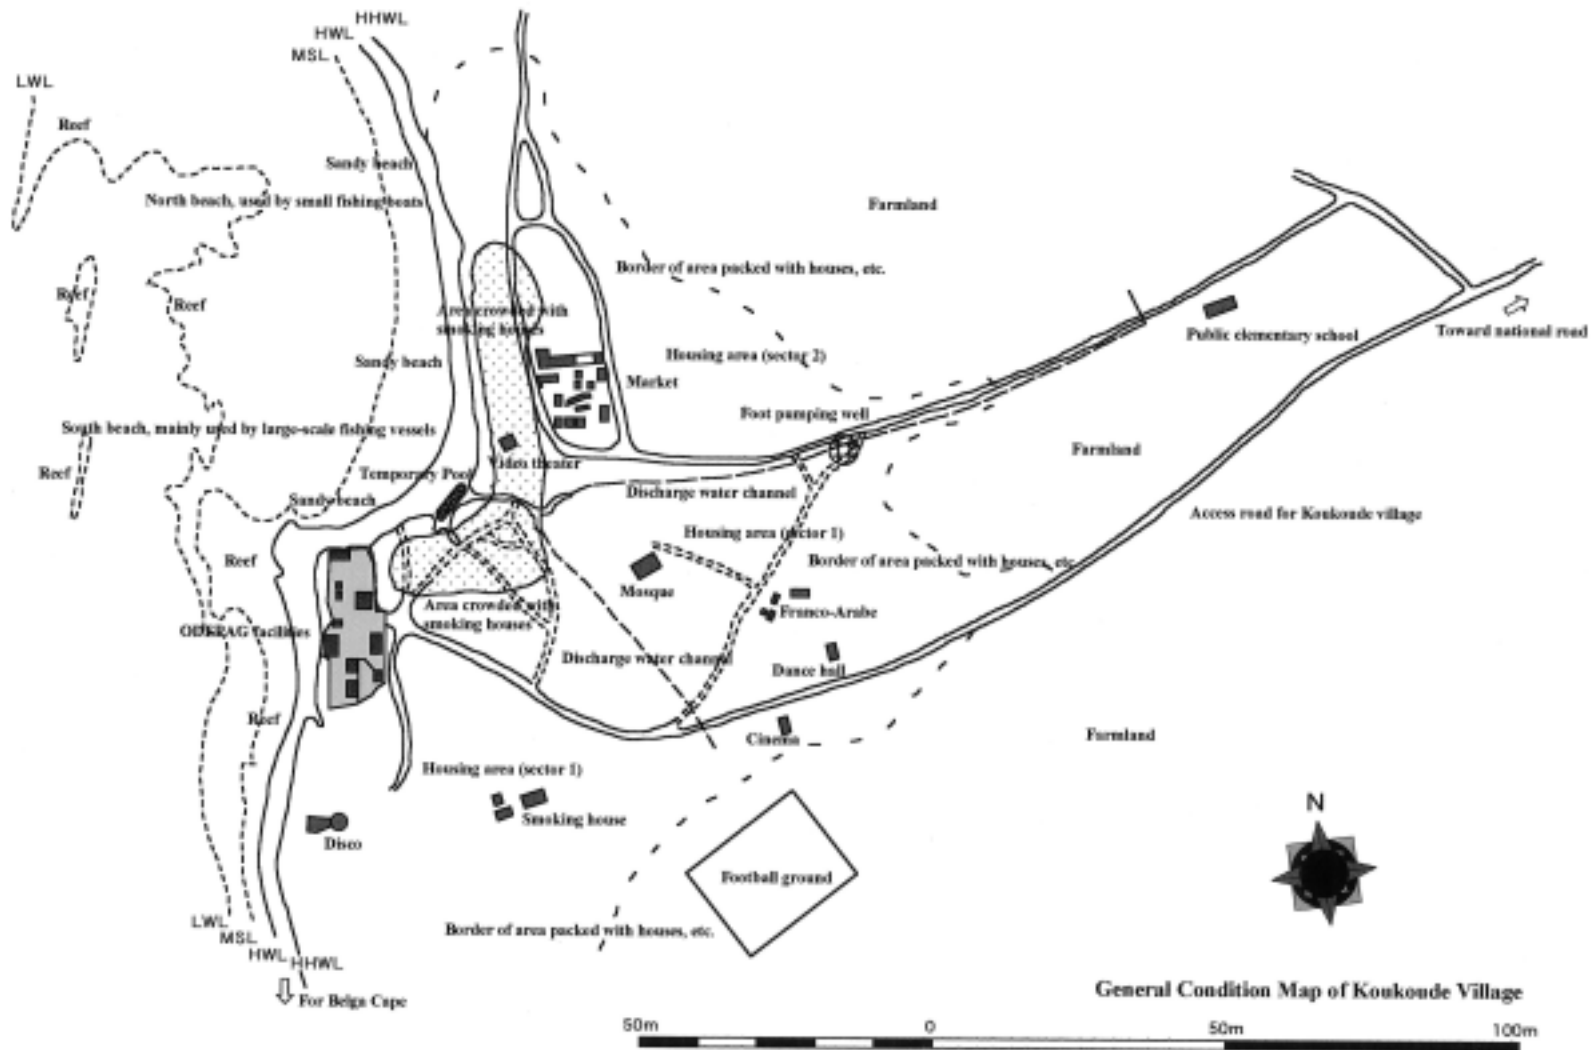 HHWL
HWL
MSL
LWL
Reef
Sandy beach
North beach, used by small fishing boats
Farmland
Border of area packed with houses, etc.
Reef
Reef
Area crowded with
smoking houses
Public elementary school
Toward national road
Sandy beach
Housing area (sector 2)
Market
Foot pumping well
South beach, mainly used by large-scale fishing vessels
Farmland
Video theater
Reef
Temporary Pool
Sandy beach
Discharge water channel
Access road for Koukoude village
Housing area (sector 1)
Reef
Border of area packed with houses, etc.
Mosque
Area crowded with
smoking houses
Franco-Arabe
facilities
Discharge water channel
Dance hall
Reef
Cinema
Farmland
Housing area (sector 1)
Smoking house
Disco
N
Football ground
LWL
MSL
HWL
HHWL
Border of area packed with houses, etc.
For Belga Cape
General Condition Map of Koukoude Village
50m
0
50m
100m